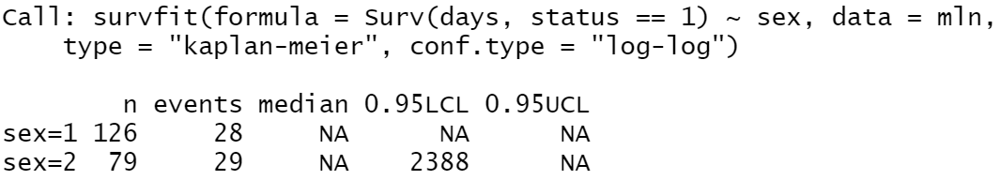 Call: survfit(formula = Surv(days, status == 1) ~ sex, data = mln,
    type = "kaplan-meier", conf.type = "log-log")

        n events median 0.95LCL 0.95UCL
sex=1 126     28     NA      NA      NA
sex=2  79     29     NA    2388      NA